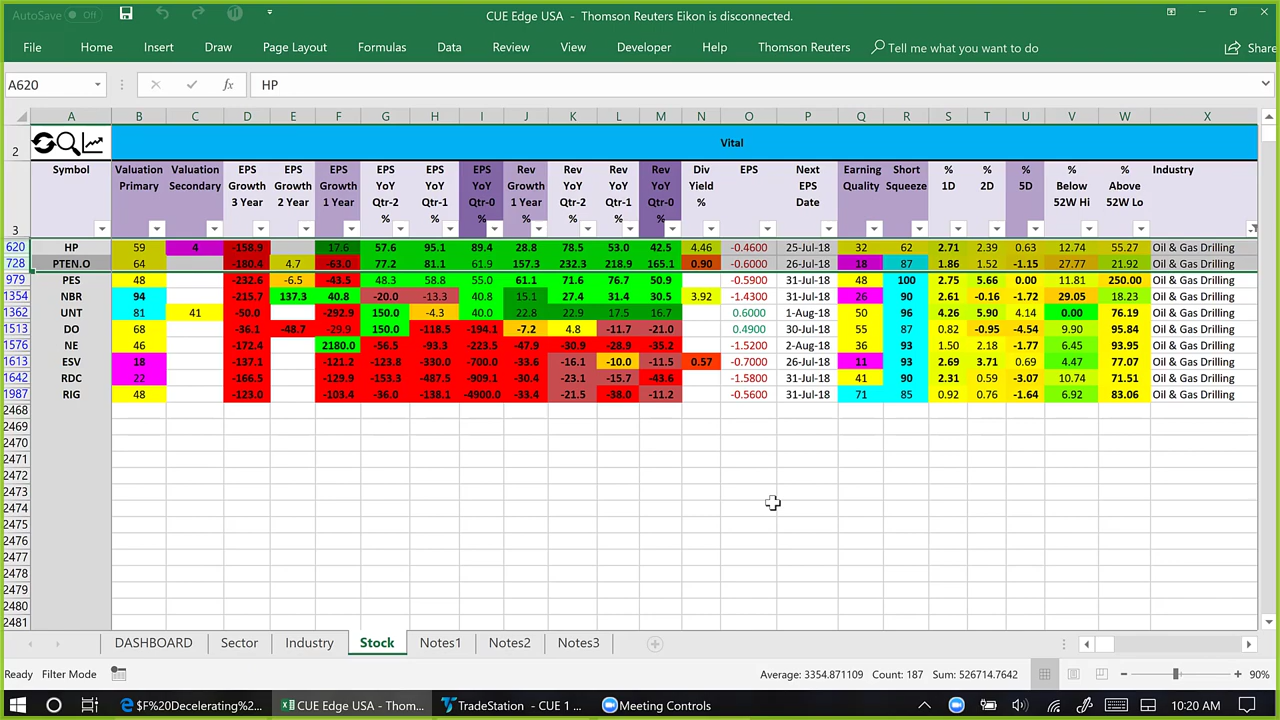 AutoSave Off CUE Edge USA - Thomson Reuters Eikon is disconnected.
File Home Insert Draw Page Layout Formulas Data Review View Developer Help Thomson Reuters Tell me what you want to do Share
A620 fx HP
A B C D E F G H I J K L M N O P Q R S T U V W X
2 Vital
3 Symbol Valuation Primary Valuation Secondary EPS Growth 3 Year EPS Growth 2 Year EPS Growth 1 Year EPS YoY Qtr-2 % EPS YoY Qtr-1 % EPS YoY Qtr-0 % Rev Growth 1 Year Rev YoY Qtr-2 % Rev YoY Qtr-1 % Rev YoY Qtr-0 % Div Yield % EPS Next EPS Date Earning Quality Short Squeeze % 1D % 2D % 5D % Below 52W Hi % Above 52W Lo Industry
620 HP 59 4 -158.9 17.6 57.6 95.1 89.4 28.8 78.5 53.0 42.5 4.46 -0.4600 25-Jul-18 32 62 2.71 2.39 0.63 12.74 55.27 Oil & Gas Drilling
728 PTEN.O 64 -180.4 4.7 -63.0 77.2 81.1 61.9 157.3 232.3 218.9 165.1 0.90 -0.6000 26-Jul-18 18 87 1.86 1.52 -1.15 27.77 21.92 Oil & Gas Drilling
979 PES 48 -232.6 -6.5 -43.5 48.3 58.8 55.0 61.1 71.6 76.7 50.9 -0.5900 31-Jul-18 48 100 2.75 5.66 0.00 11.81 250.00 Oil & Gas Drilling
1354 NBR 94 -215.7 137.3 40.8 -20.0 -13.3 40.8 15.1 27.4 31.4 30.5 3.92 -1.4300 31-Jul-18 26 90 2.61 -0.16 -1.72 29.05 18.23 Oil & Gas Drilling
1362 UNT 81 41 -50.0 -292.9 150.0 -4.3 40.0 22.8 22.9 17.5 16.7 0.6000 1-Aug-18 50 96 4.26 5.90 4.14 0.00 76.19 Oil & Gas Drilling
1513 DO 68 -36.1 -48.7 -29.9 150.0 -118.5 -194.1 -7.2 4.8 -11.7 -21.0 0.4900 30-Jul-18 55 87 0.82 -0.95 -4.54 9.90 95.84 Oil & Gas Drilling
1576 NE 46 -172.4 2180.0 -56.5 -93.3 -223.5 -47.9 -30.9 -28.9 -35.2 -1.5200 2-Aug-18 36 93 1.50 2.18 -1.77 6.45 93.95 Oil & Gas Drilling
1613 ESV 18 -137.1 -121.2 -123.8 -330.0 -700.0 -33.6 -16.1 -10.0 -11.5 0.57 -0.7000 26-Jul-18 11 93 2.69 3.71 0.69 4.47 77.07 Oil & Gas Drilling
1642 RDC 22 -166.5 -129.9 -153.3 -487.5 -909.1 -30.4 -23.1 -15.7 -43.6 -1.5800 31-Jul-18 41 90 2.31 0.59 -3.07 10.74 71.51 Oil & Gas Drilling
1987 RIG 48 -123.0 -103.4 -36.0 -138.1 -4900.0 -33.4 -21.5 -38.0 -11.2 -0.5600 31-Jul-18 71 85 0.92 0.76 -1.64 6.92 83.06 Oil & Gas Drilling
2468
2469
2470
2471
2472
2473
2474
2475
2476
2477
2478
2479
2480
2481
DASHBOARD Sector Industry Stock Notes1 Notes2 Notes3
Ready Filter Mode Average: 3354.871109 Count: 187 Sum: 526714.7642 90%
$F%20Decelerating%2... CUE Edge USA - Thom... TradeStation - CUE 1 ... Meeting Controls 10:20 AM